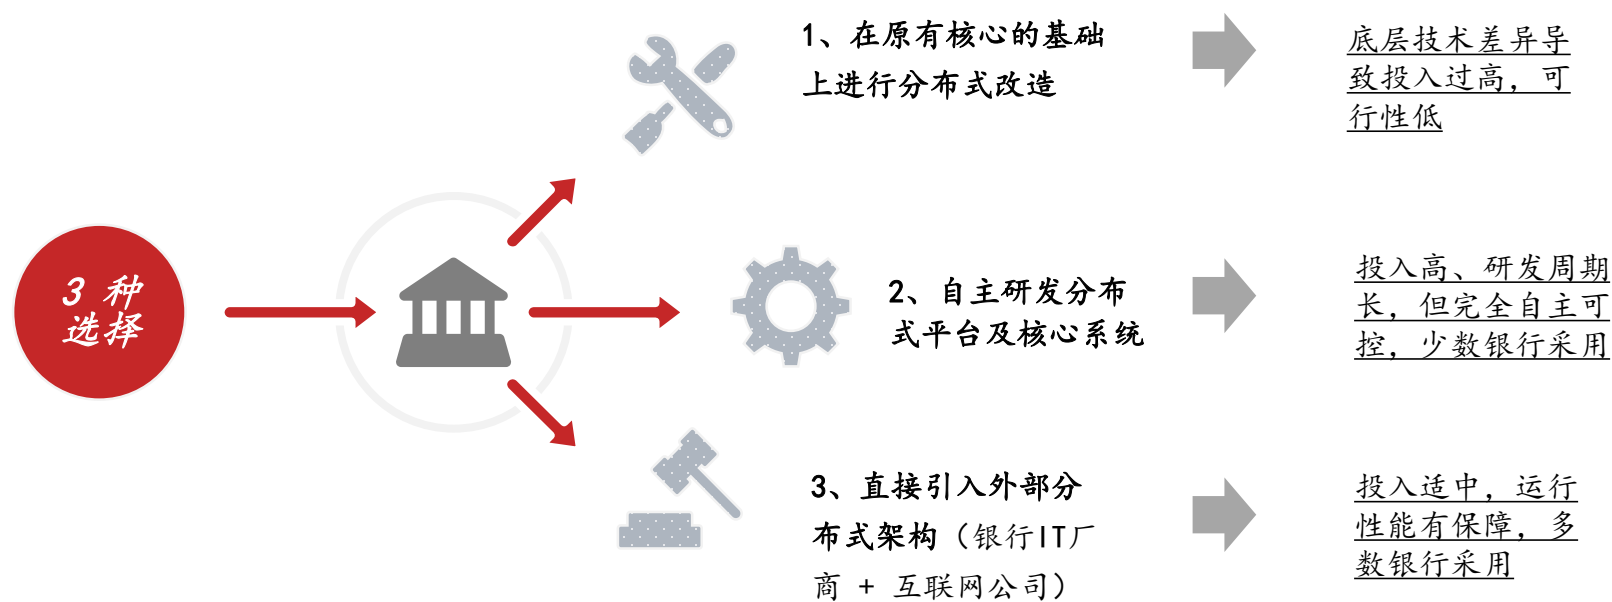 3 种
选择
1、在原有核心的基础
上进行分布式改造
底层技术差异导
致投入过高，可
行性低
2、自主研发分布
式平台及核心系统
投入高、研发周期
长，但完全自主可
控，少数银行采用
3、直接引入外部分
布式架构（银行IT厂
商 + 互联网公司）
投入适中，运行
性能有保障，多
数银行采用